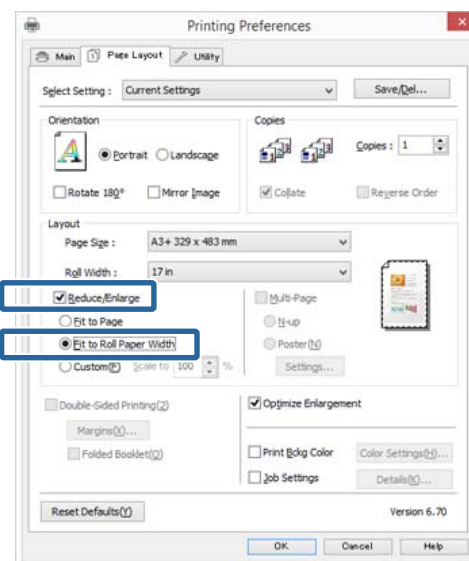 Printing Preferences
Main Page Layout Utility
Select Setting : Current Settings Save/Del...
Orientation Copies
Portrait Landscape Copies : 1
Rotate 180° Mirror Image Collate Reverse Order
Layout
Page Size : A3+ 329 x 483 mm
Roll Width : 17 in
Reduce/Enlarge Multi-Page
Fit to Page N-up
Fit to Roll Paper Width Poster(N)
Custom(F) Scale to 100 % Settings...
Double-Sided Printing(2) Optimize Enlargement
Margins(X)...
Folded Booklet(Q) Print Bckg Color Color Settings(H)...
Job Settings Details(K)...
Reset Defaults(Y) Version 6.70
OK Cancel Help